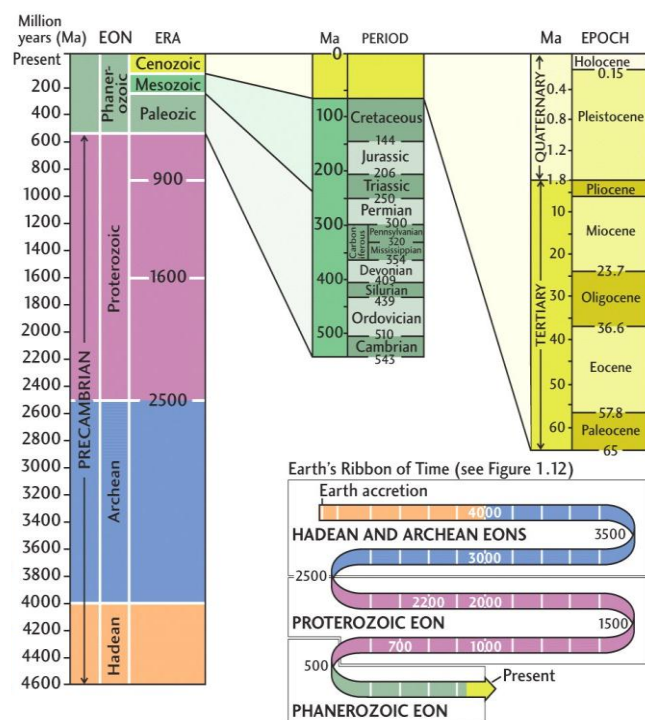 Million
years (Ma) EON ERA
Present
200
400
600
800
1000
1200
1400
1600
1800
2000
2200
2400
2600
2800
3000
3200
3400
3600
3800
4000
4200
4400
4600
PRECAMBRIAN
Phaner-
ozoic
Proterozoic
Archean
Hadean
Cenozoic
Mesozoic
Paleozic
900
1600
2500
Ma PERIOD
0
100
200
300
400
500
Cretaceous
144
Jurassic
206
Triassic
250
Permian
300
Carbon
iferous
Pennsylvanian
320
Mississippian
354
Devonian
409
Silurian
439
Ordovician
510
Cambrian
543
Ma EPOCH
QUATERNARY
TERTIARY
Holocene
0.15
0.4
Pleistocene
0.8
1.2
1.8
Pliocene
10
Miocene
20
23.7
Oligocene
30
36.6
40
Eocene
50
57.8
60
Paleocene
65
Earth's Ribbon of Time (see Figure 1.12)
Earth accretion
4000
HADEAN AND ARCHEAN EONS
3500
3000
2500
2200 2000
PROTEROZOIC EON
1500
700 1000
500
Present
PHANEROZOIC EON